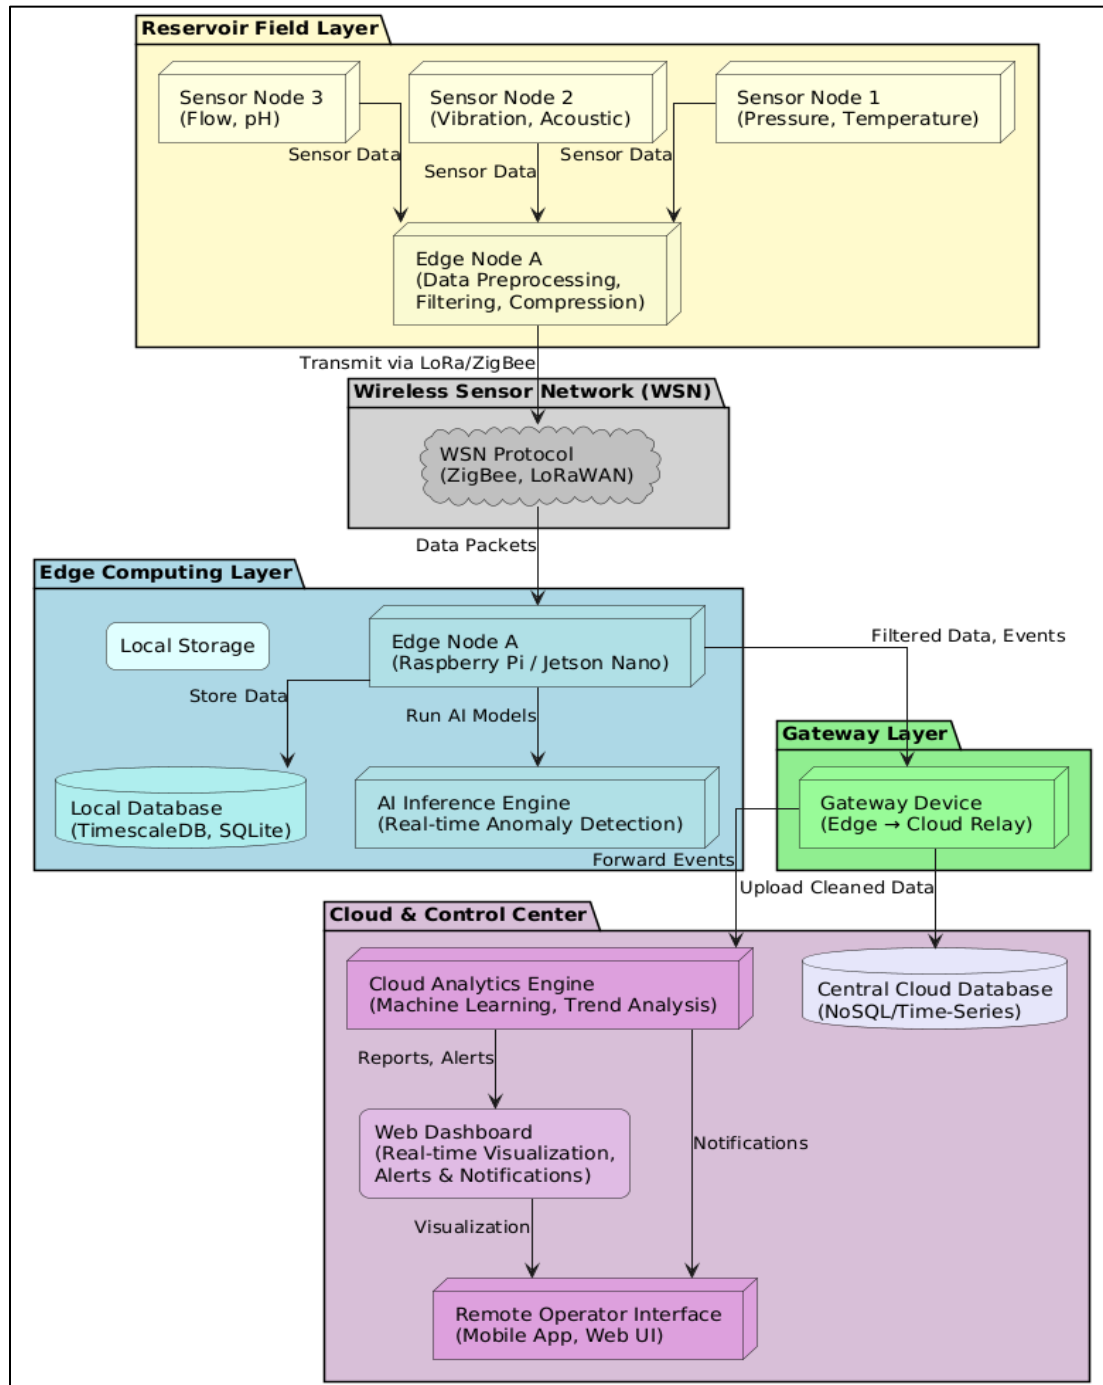 Reservoir Field Layer
Sensor Node 3
(Flow, pH)
Sensor Node 2
(Vibration, Acoustic)
Sensor Node 1
(Pressure, Temperature)
Sensor Data
Sensor Data
Sensor Data
Edge Node A
(Data Preprocessing,
Filtering, Compression)
Transmit via LoRa/ZigBee
Wireless Sensor Network (WSN)
WSN Protocol
(ZigBee, LoRaWAN)
Data Packets
Edge Computing Layer
Local Storage
Edge Node A
(Raspberry Pi / Jetson Nano)
Filtered Data, Events
Store Data
Run AI Models
Gateway Layer
Local Database
(TimescaleDB, SQLite)
AI Inference Engine
(Real-time Anomaly Detection)
Gateway Device
(Edge → Cloud Relay)
Forward Events
Upload Cleaned Data
Cloud & Control Center
Cloud Analytics Engine
(Machine Learning, Trend Analysis)
Central Cloud Database
(NoSQL/Time-Series)
Reports, Alerts
Web Dashboard
(Real-time Visualization,
Alerts & Notifications)
Notifications
Visualization
Remote Operator Interface
(Mobile App, Web UI)